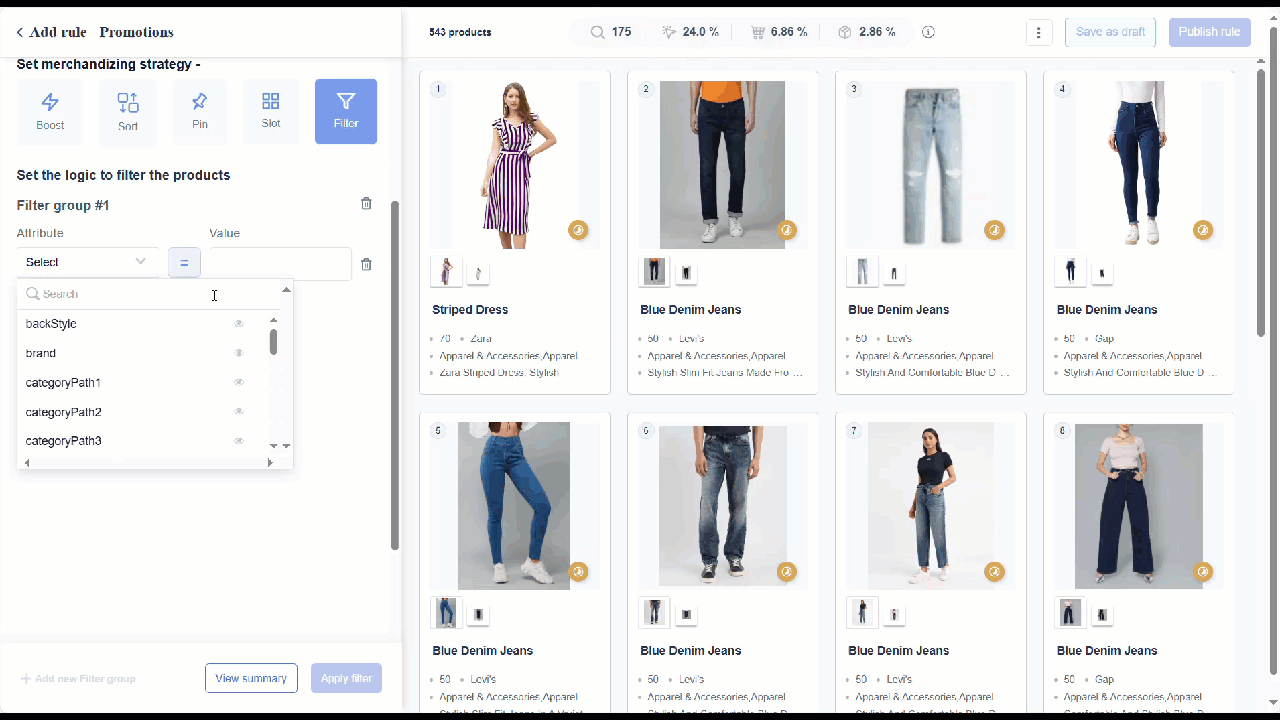 Add rule Promotions
Set merchandizing strategy -
Boost
Sort
Pin
Slot
Filter
Set the logic to filter the products
Filter group #1
Attribute
Value
Select
=
Search
backStyle
brand
categoryPath1
categoryPath2
categoryPath3
+ Add new Filter group
View summary
Apply filter
543 products
175
24.0 %
6.86 %
2.86 %
Save as draft
Publish rule
1
2
3
4
Striped Dress
70 • Zara
Apparel & Accessories,Apparel ...
Zara Striped Dress, Stylish
Blue Denim Jeans
50 • Levi's
Apparel & Accessories,Apparel
Stylish Slim Fit Jeans Made Fro ...
Blue Denim Jeans
50 • Levi's
Apparel & Accessories,Apparel
Stylish And Comfortable Blue D ...
Blue Denim Jeans
50 • Gap
Apparel & Accessories,Apparel
Stylish And Comfortable Blue D ...
5
6
7
8
Blue Denim Jeans
50 • Levi's
Apparel & Accessories,Apparel
Blue Denim Jeans
50 • Levi's
Apparel & Accessories,Apparel
Blue Denim Jeans
50 • Levi's
Apparel & Accessories,Apparel
Blue Denim Jeans
50 • Gap
Apparel & Accessories,Apparel